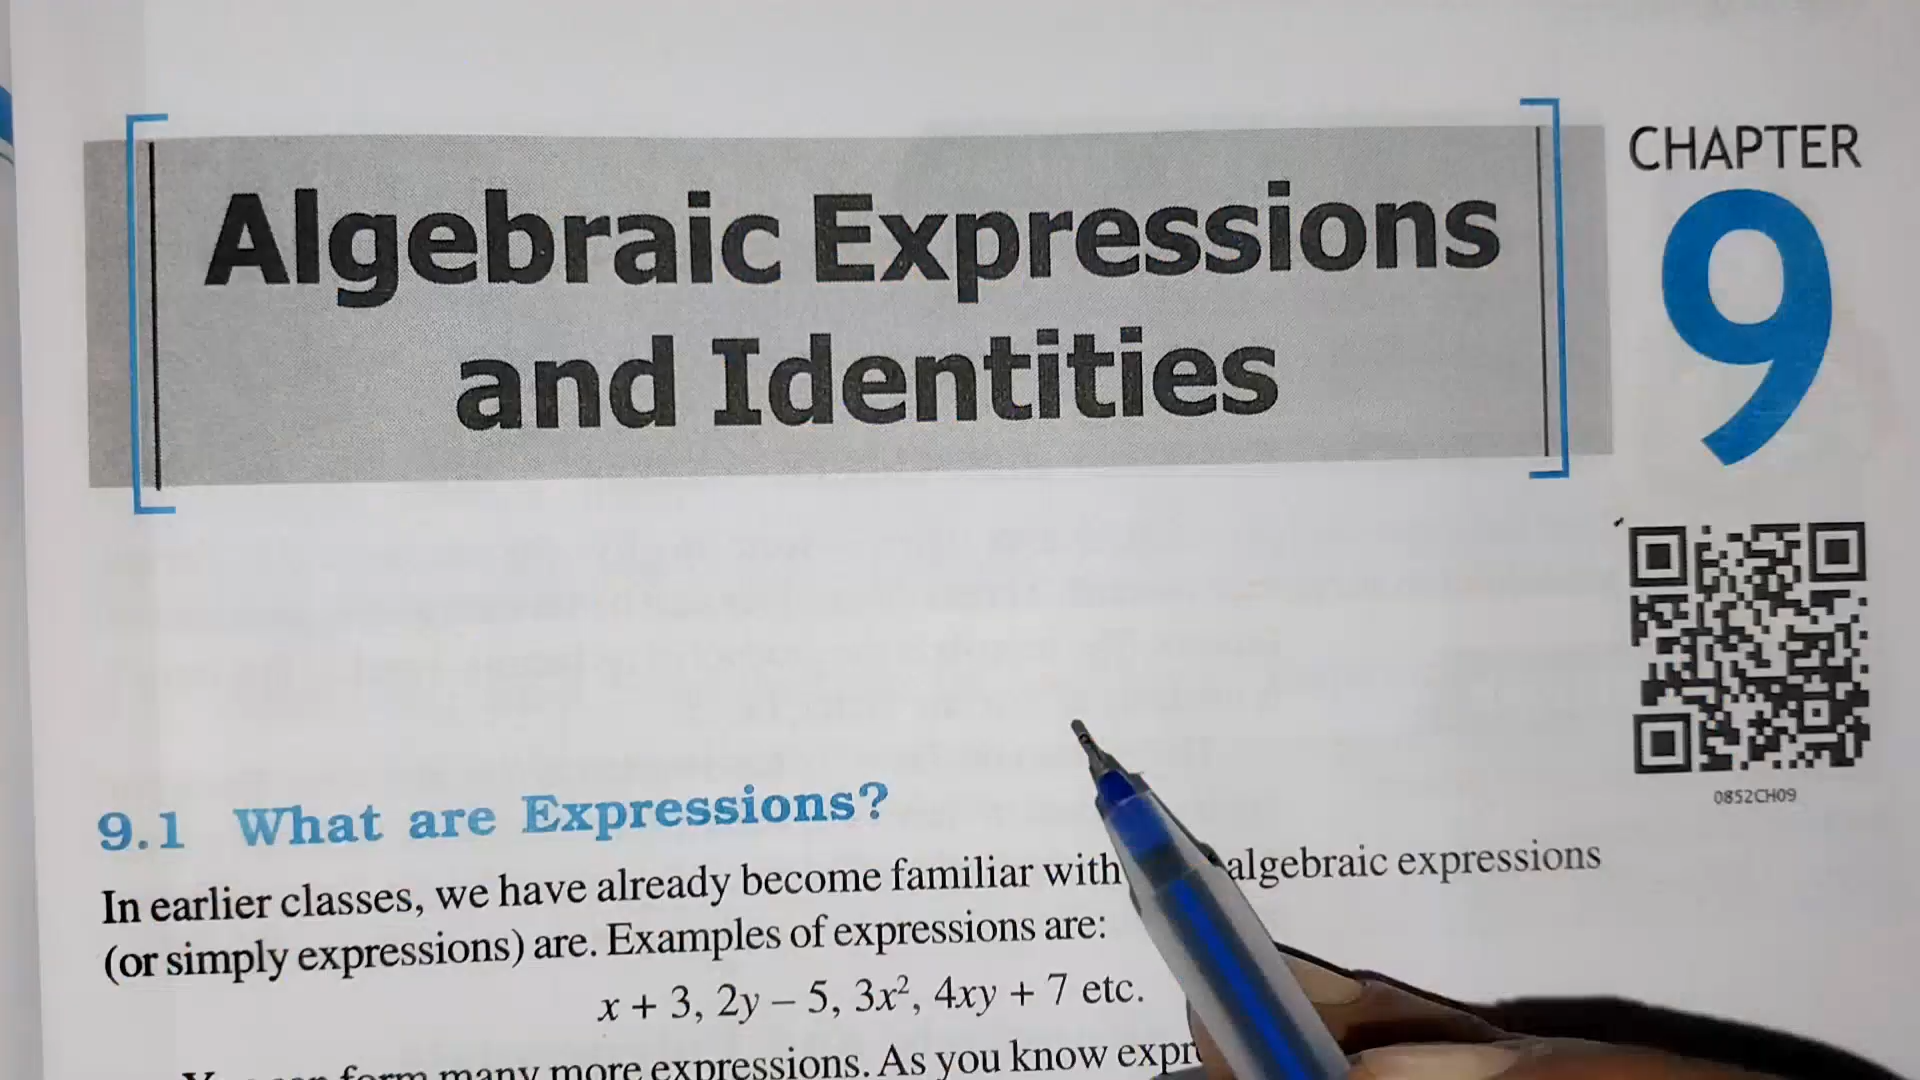 Algebraic Expressions
and Identities
CHAPTER
9
0852CH09
9.1 What are Expressions?
In earlier classes, we have already become familiar with algebraic expressions
(or simply expressions) are. Examples of expressions are:
x + 3, 2y – 5, 3x², 4xy + 7 etc.
form many more expressions. As you know